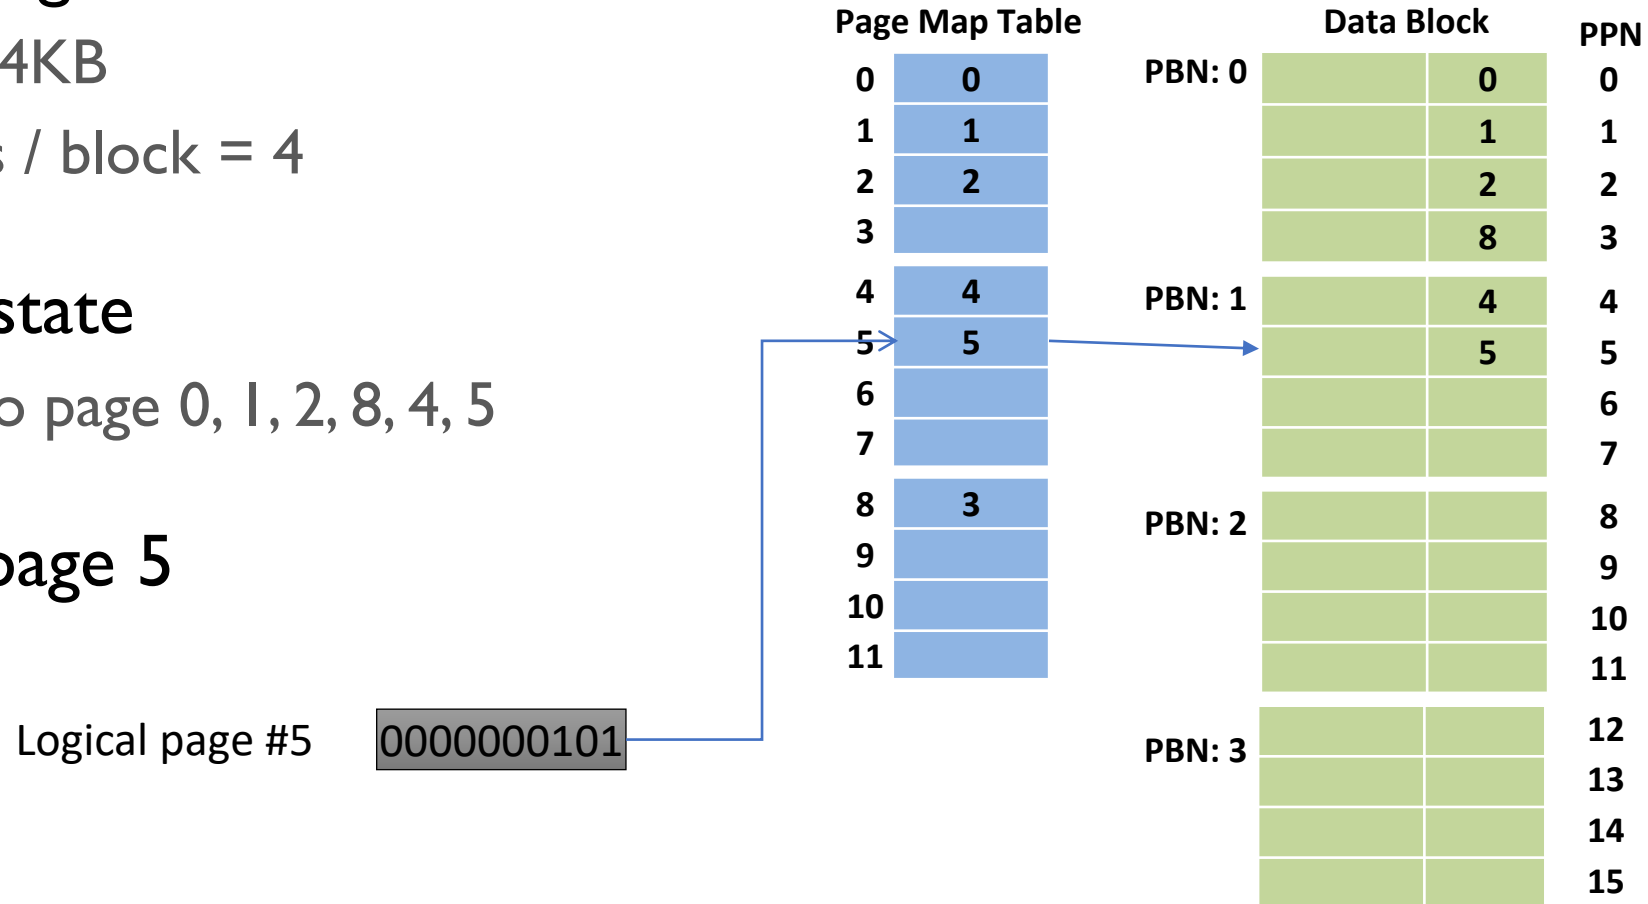 4KB
/ block = 4
state
page 0, 1, 2, 8, 4, 5
page 5
Logical page #5 0000000101
Page Map Table
0 0
1 1
2 2
3
4 4
5 5
6
7
8 3
9
10
11
Data Block PPN
PBN: 0 0 0
1 1
2 2
8 3
PBN: 1 4 4
5 5
6
7
PBN: 2 8
9
10
11
PBN: 3 12
13
14
15